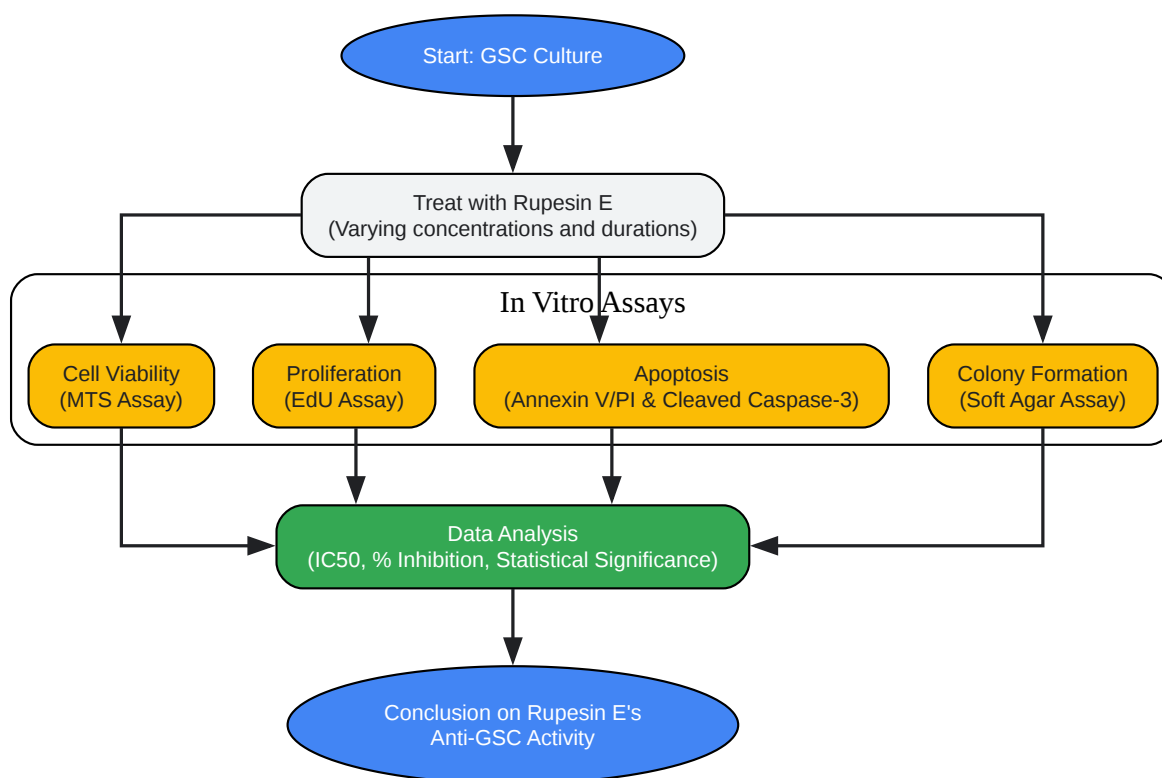 Start: GSC Culture
Treat with Rupesin E
(Varying concentrations and durations)
In Vitro Assays
Cell Viability
(MTS Assay)
Proliferation
(EdU Assay)
Apoptosis
(Annexin V/PI & Cleaved Caspase-3)
Colony Formation
(Soft Agar Assay)
Data Analysis
(IC50, % Inhibition, Statistical Significance)
Conclusion on Rupesin E's
Anti-GSC Activity